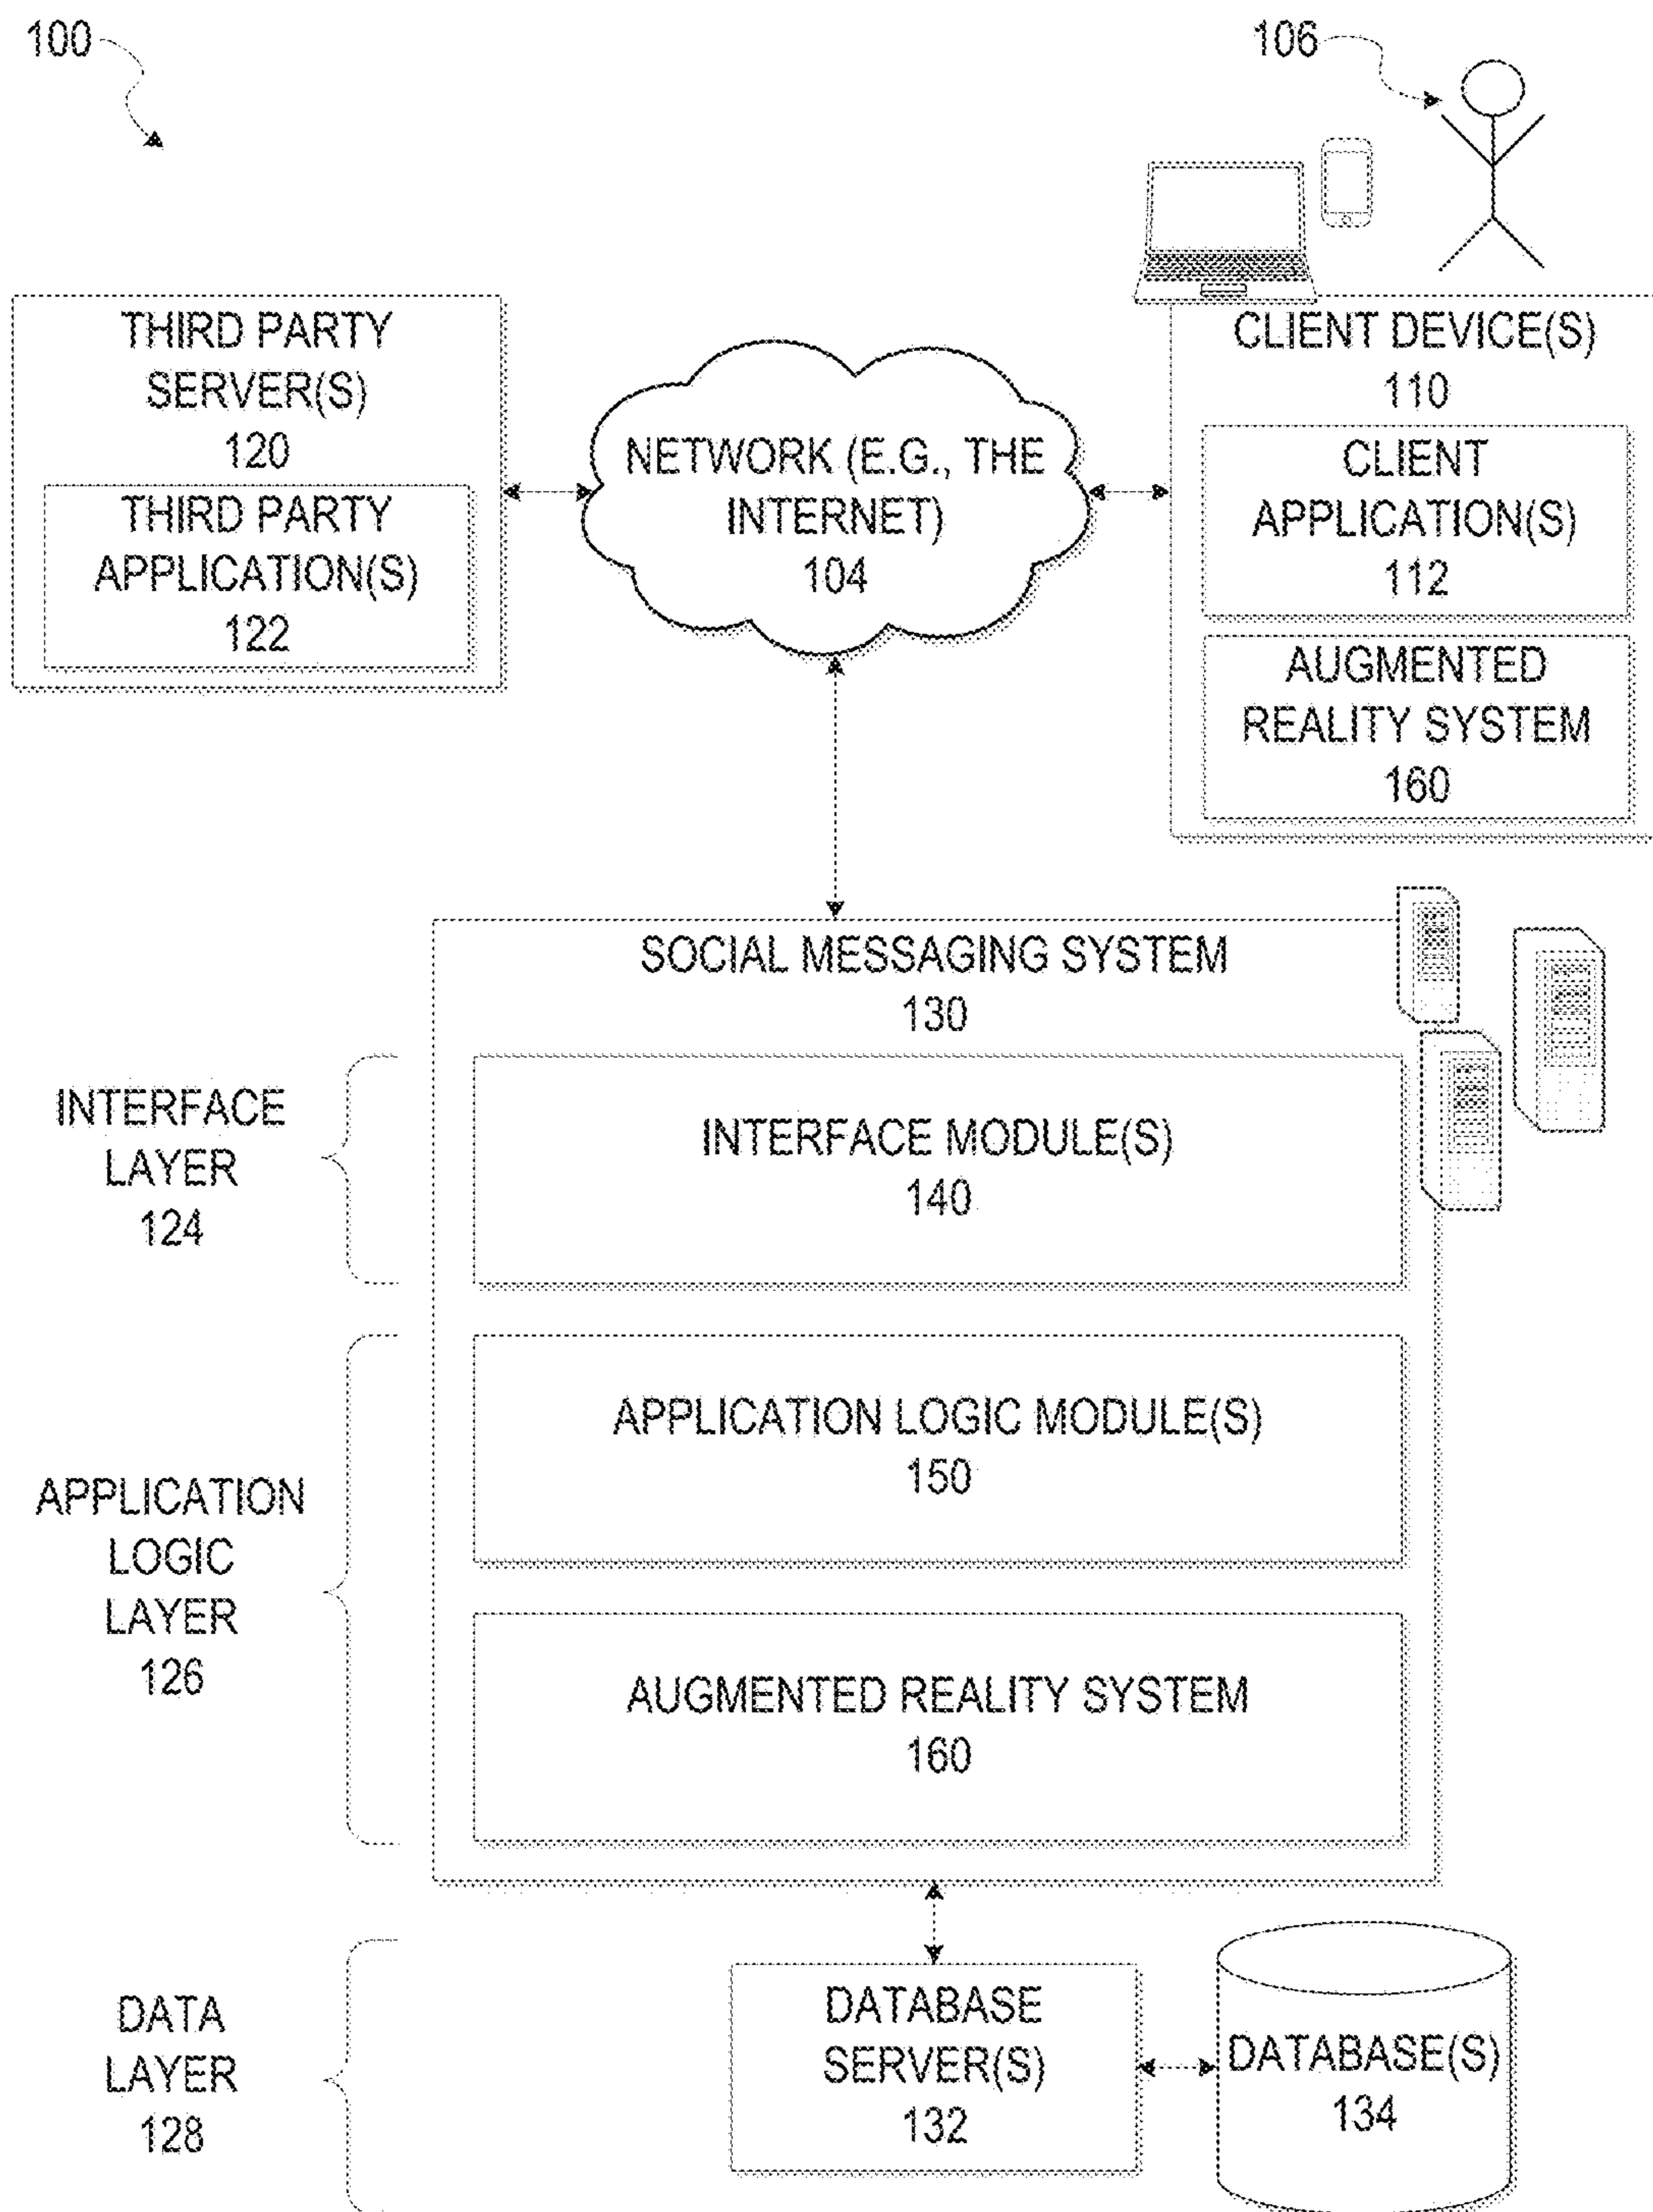 100
106
THIRD PARTY
SERVER(S)
120
THIRD PARTY
APPLICATION(S)
122
NETWORK (E.G., THE
INTERNET)
104
CLIENT DEVICE(S)
110
CLIENT
APPLICATION(S)
112
AUGMENTED
REALITY SYSTEM
160
SOCIAL MESSAGING SYSTEM
130
INTERFACE
LAYER
124
INTERFACE MODULE(S)
140
APPLICATION
LOGIC
LAYER
126
APPLICATION LOGIC MODULE(S)
150
AUGMENTED REALITY SYSTEM
160
DATA
LAYER
128
DATABASE
SERVER(S)
132
DATABASE(S)
134